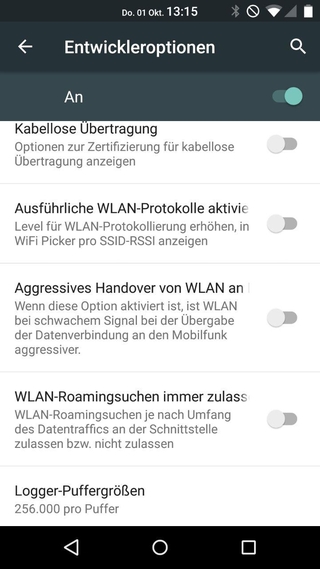 Do. 01 Okt. 13:15
Entwickleroptionen
An
Kabellose Übertragung
Optionen zur Zertifizierung für kabellose
Übertragung anzeigen
Ausführliche WLAN-Protokolle aktivie
Level für WLAN-Protokollierung erhöhen, in
WiFi Picker pro SSID-RSSI anzeigen
Aggressives Handover von WLAN an
Wenn diese Option aktiviert ist, ist WLAN
bei schwachem Signal bei der Übergabe
der Datenverbindung an den Mobilfunk
aggressiver.
WLAN-Roamingsuchen immer zulass
WLAN-Roamingsuchen je nach Umfang
des Datentraffics an der Schnittstelle
zulassen bzw. nicht zulassen
Logger-Puffergrößen
256.000 pro Puffer